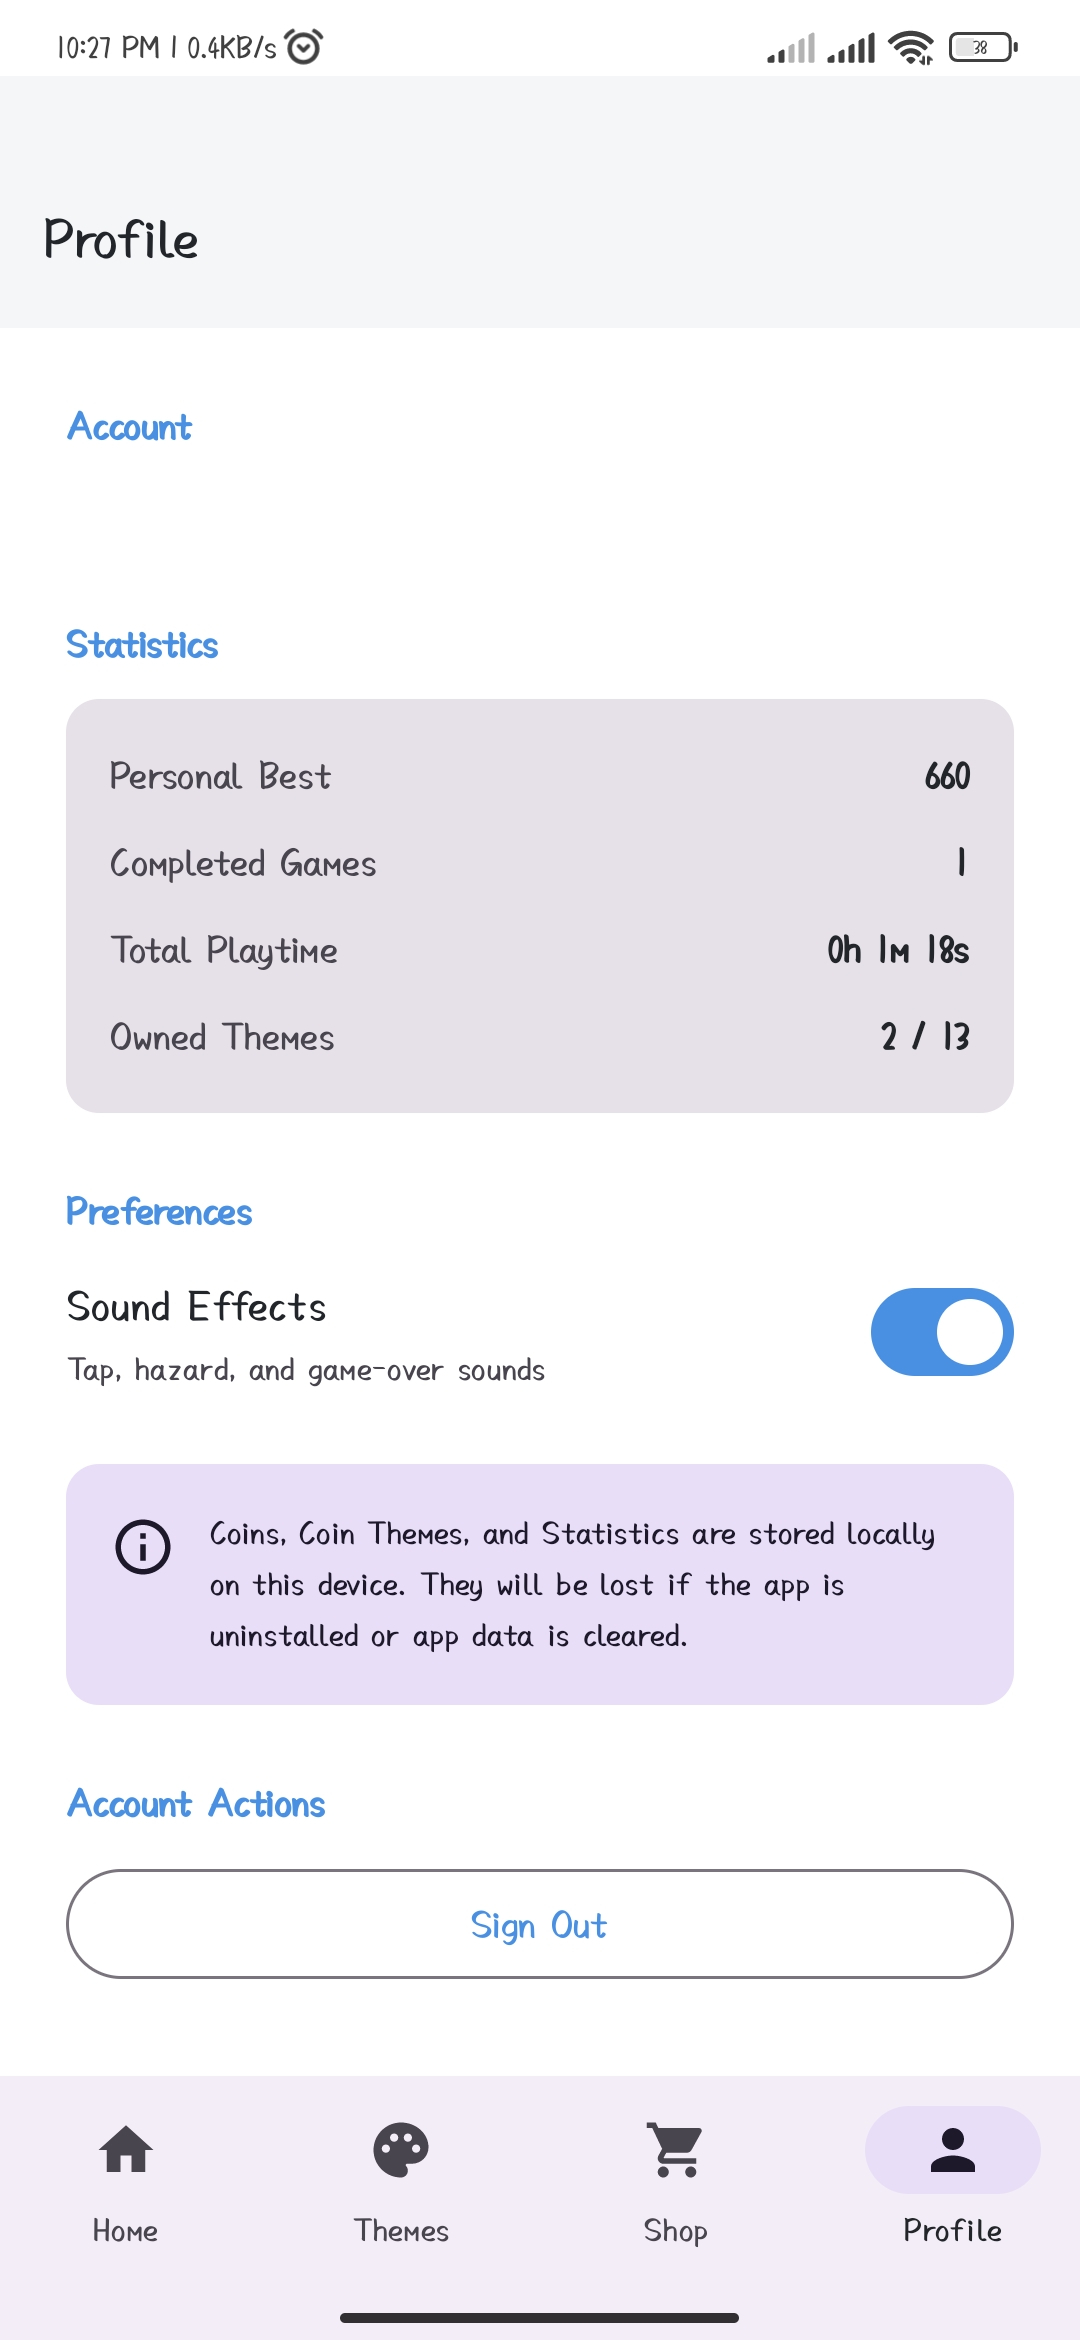 10:27 PM | 0.4KB/s
38
Profile
Account
Statistics
Personal Best 660
Completed Games 1
Total Playtime 0h 1m 18s
Owned Themes 2 / 13
Preferences
Sound Effects
Tap, hazard, and game-over sounds
Coins, Coin Themes, and Statistics are stored locally
on this device. They will be lost if the app is
uninstalled or app data is cleared.
Account Actions
Sign Out
Home Themes Shop Profile